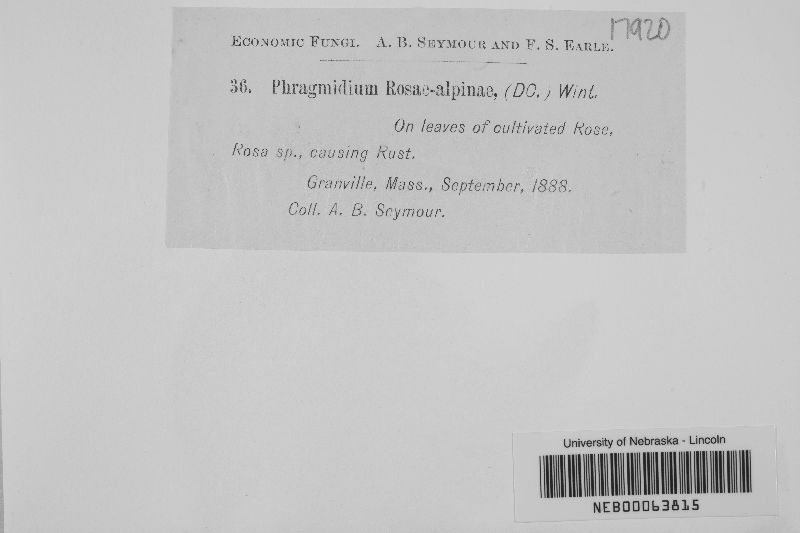 17920
Economic Fungi. A. B. Seymour and F. S. Earle.
36. Phragmidium Rosae-alpinae, (DC.) Wint.
On leaves of cultivated Rose,
Rosa sp., causing Rust.
Granville, Mass., September, 1888.
Coll. A. B. Seymour.
University of Nebraska - Lincoln
NEB00063815